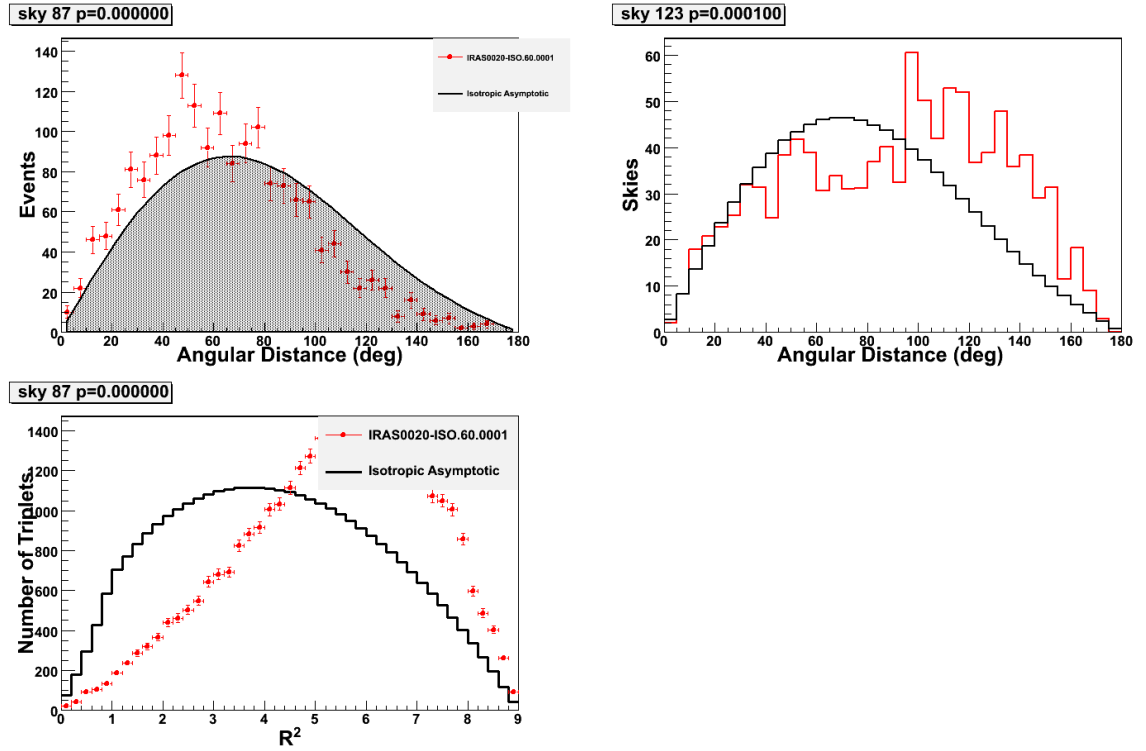 sky 87 p=0.000000
Events
140
120
100
80
60
40
20
0
IRAS0020-ISO.60.0001
Isotropic Asymptotic
0 20 40 60 80 100 120 140 160 180
Angular Distance (deg)
sky 123 p=0.000100
Skies
60
50
40
30
20
10
0
0 20 40 60 80 100 120 140 160 180
Angular Distance (deg)
sky 87 p=0.000000
Number of Triplets
1400
1200
1000
800
600
400
200
0
IRAS0020-ISO.60.0001
Isotropic Asymptotic
0 1 2 3 4 5 6 7 8 9
R²